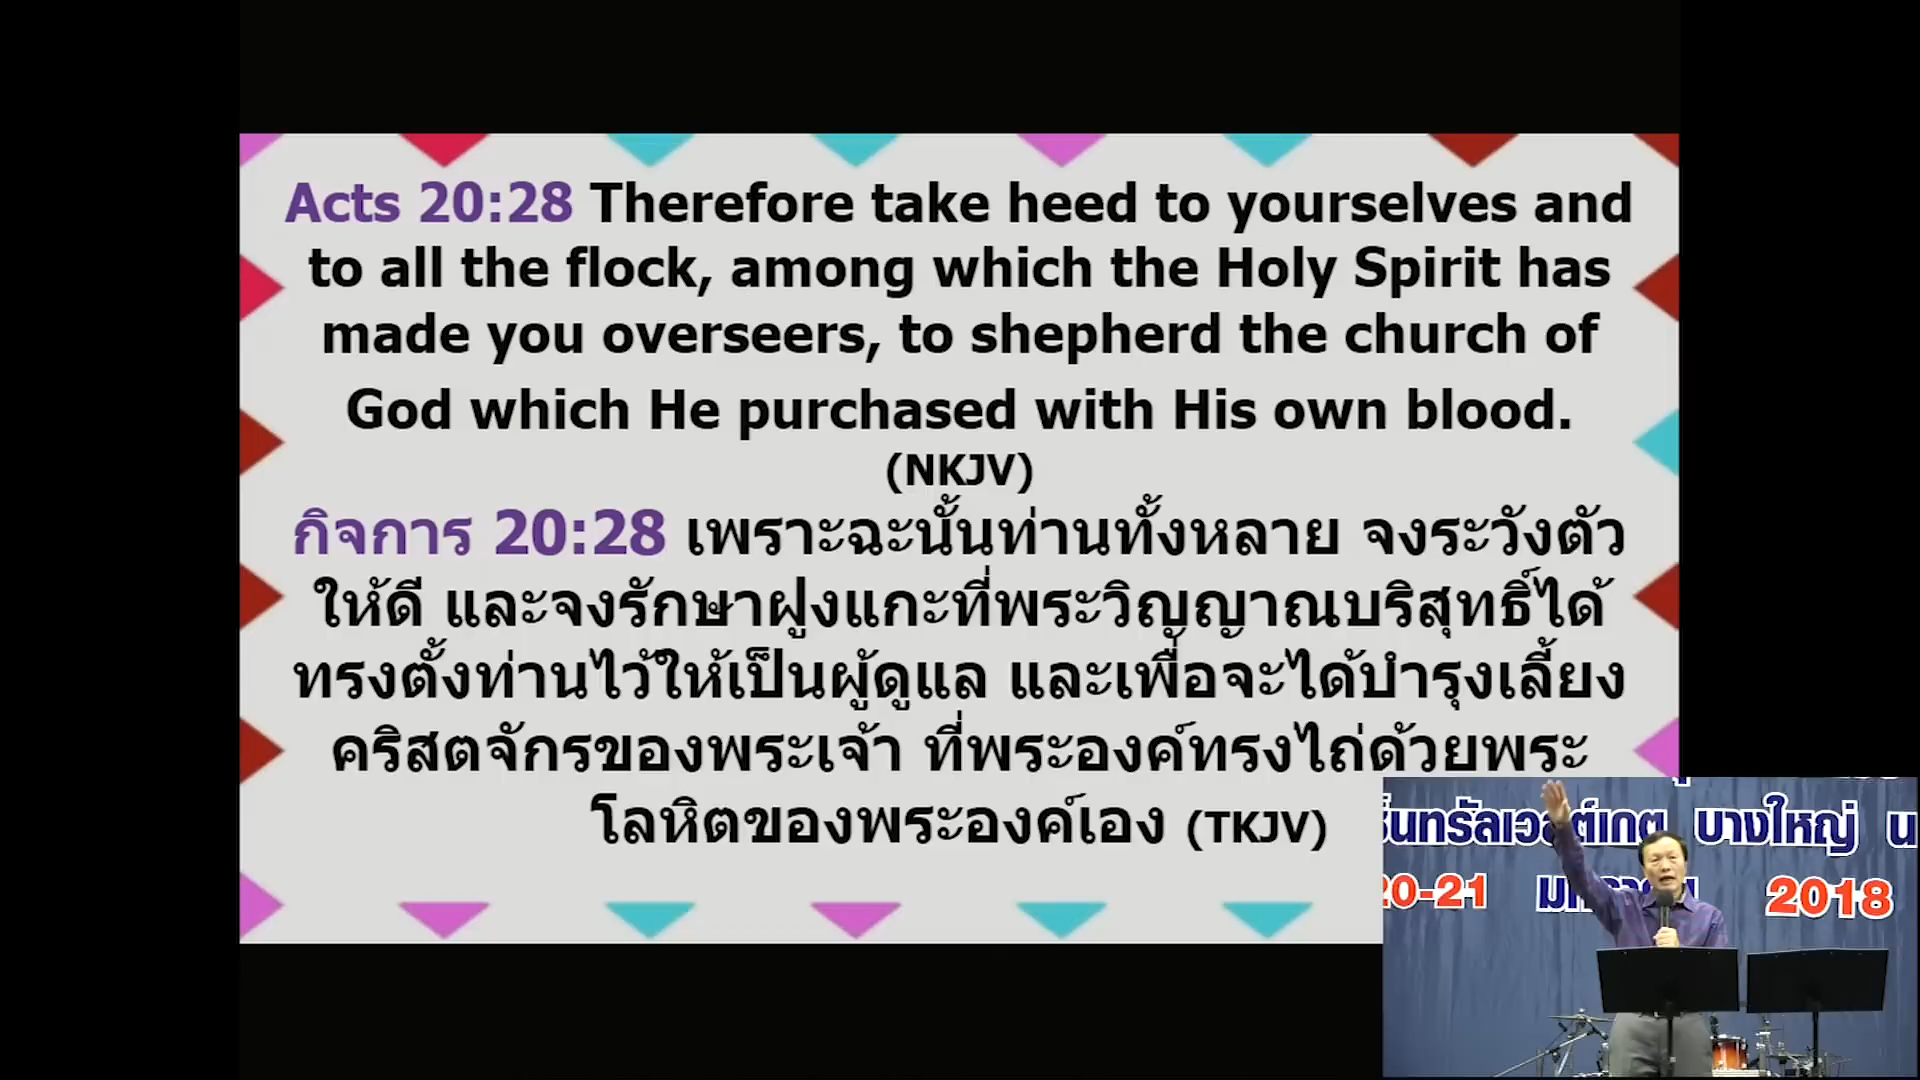 Acts 20:28 Therefore take heed to yourselves and
to all the flock, among which the Holy Spirit has
made you overseers, to shepherd the church of
God which He purchased with His own blood.
(NKJV)
กิจการ 20:28 เพราะฉะนั้นท่านทั้งหลาย จงระวังตัว
ให้ดี และจงรักษาฝูงแกะที่พระวิญญาณบริสุทธิ์ได้
ทรงตั้งท่านไว้ให้เป็นผู้ดูแล และเพื่อจะได้บำรุงเลี้ยง
คริสตจักรของพระเจ้า ที่พระองค์ทรงไถ่ด้วยพระ
โลหิตของพระองค์เอง (TKJV)
บางใหญ่
20-21 2018